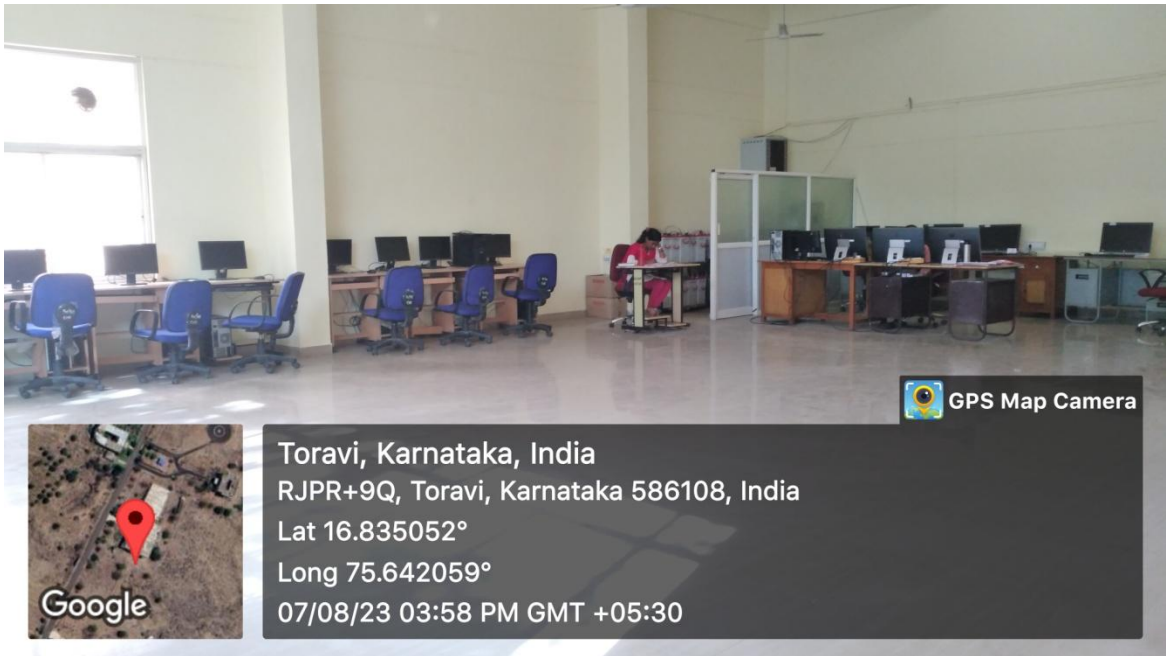 GPS Map Camera
Toravi, Karnataka, India
RJPR+9Q, Toravi, Karnataka 586108, India
Lat 16.835052°
Long 75.642059°
07/08/23 03:58 PM GMT +05:30
Google